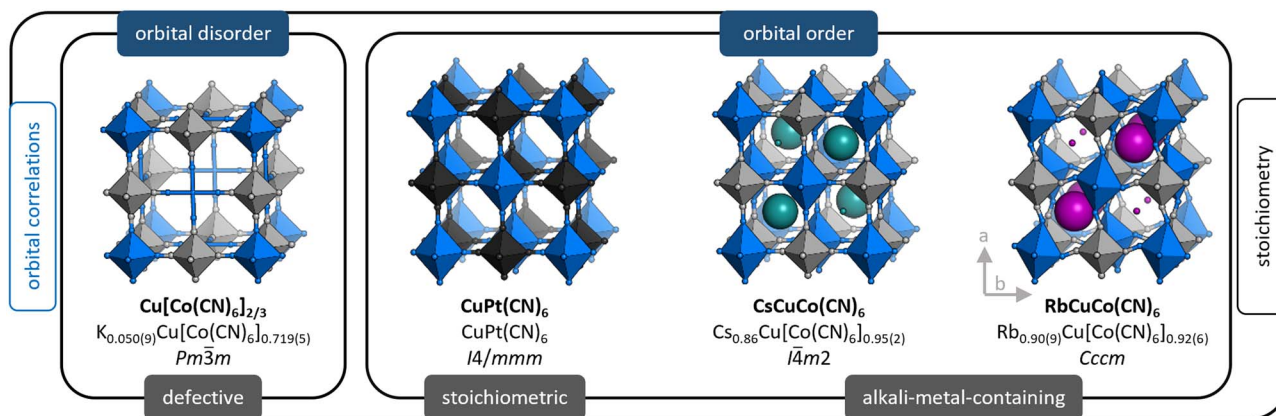 orbital disorder
orbital order
orbital correlations
stoichiometry
a
b
Cu[Co(CN)₆]₂/₃
K₀.₀₅₀₍₉₎Cu[Co(CN)₆]₀.₇₁₉₍₅₎
Pm3̅m
CuPt(CN)₆
CuPt(CN)₆
I4/mmm
CsCuCo(CN)₆
Cs₀.₈₆Cu[Co(CN)₆]₀.₉₅₍₂₎
I4̅m2
RbCuCo(CN)₆
Rb₀.₉₀₍₉₎Cu[Co(CN)₆]₀.₉₂₍₆₎
Cccm
defective
stoichiometric
alkali-metal-containing